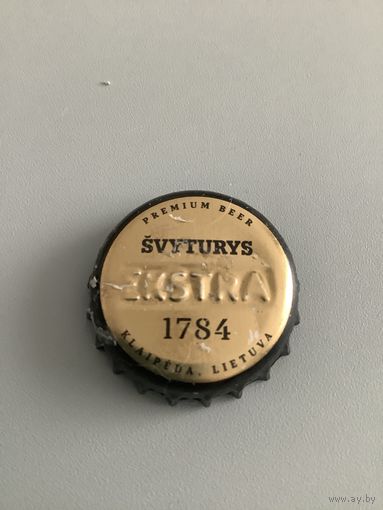 PREMIUM BEER
ŠVYTURYS
EKSTRA
1784
KLAIPĖDA, LIETUVA
www.ay.by